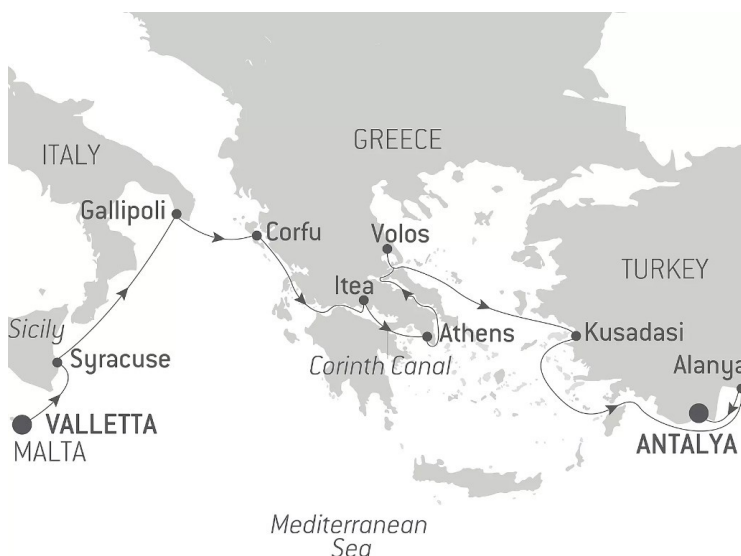 ITALY
GREECE
Gallipoli
Corfu
Volos
TURKEY
Itea
Sicily
Athens
Kusadasi
Syracuse
Corinth Canal
Alanya
VALLETTA
MALTA
ANTALYA
Mediterranean
Sea